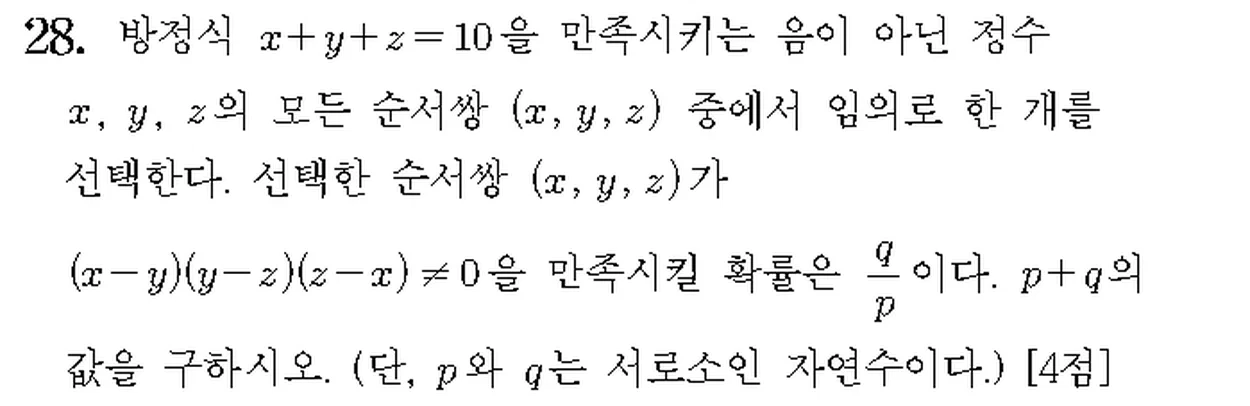 28. 방정식 x+y+z=10을 만족시키는 음이 아닌 정수
x, y, z의 모든 순서쌍 (x, y, z) 중에서 임의로 한 개를
선택한다. 선택한 순서쌍 (x, y, z)가
(x-y)(y-z)(z-x)≠0을 만족시킬 확률은 q/p이다. p+q의
값을 구하시오. (단, p와 q는 서로소인 자연수이다.) [4점]